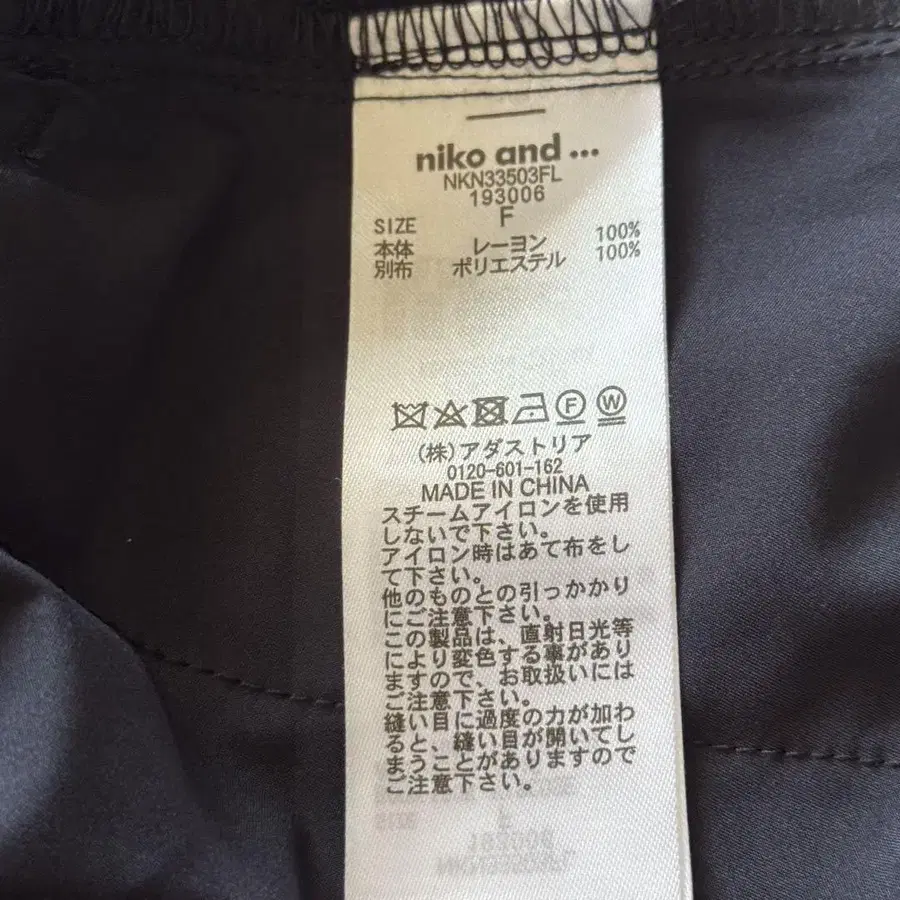 niko and ...
NKN33503FL
193006
SIZE F
本体 レーヨン 100%
別布 ポリエステル 100%
F W
(株)アダストリア
0120-601-162
MADE IN CHINA
スチームアイロンを使用
しないで下さい。
アイロン時はあて布をし
て下さい。
他のものとの引っかかり
にご注意下さい。
この製品は、直射日光等
により変色する事があり
ますので、お取扱いには
ご注意下さい。
縫い目に過度の力が加わ
ると、縫い目が開いてし
まうことがありますので
ご注意下さい。